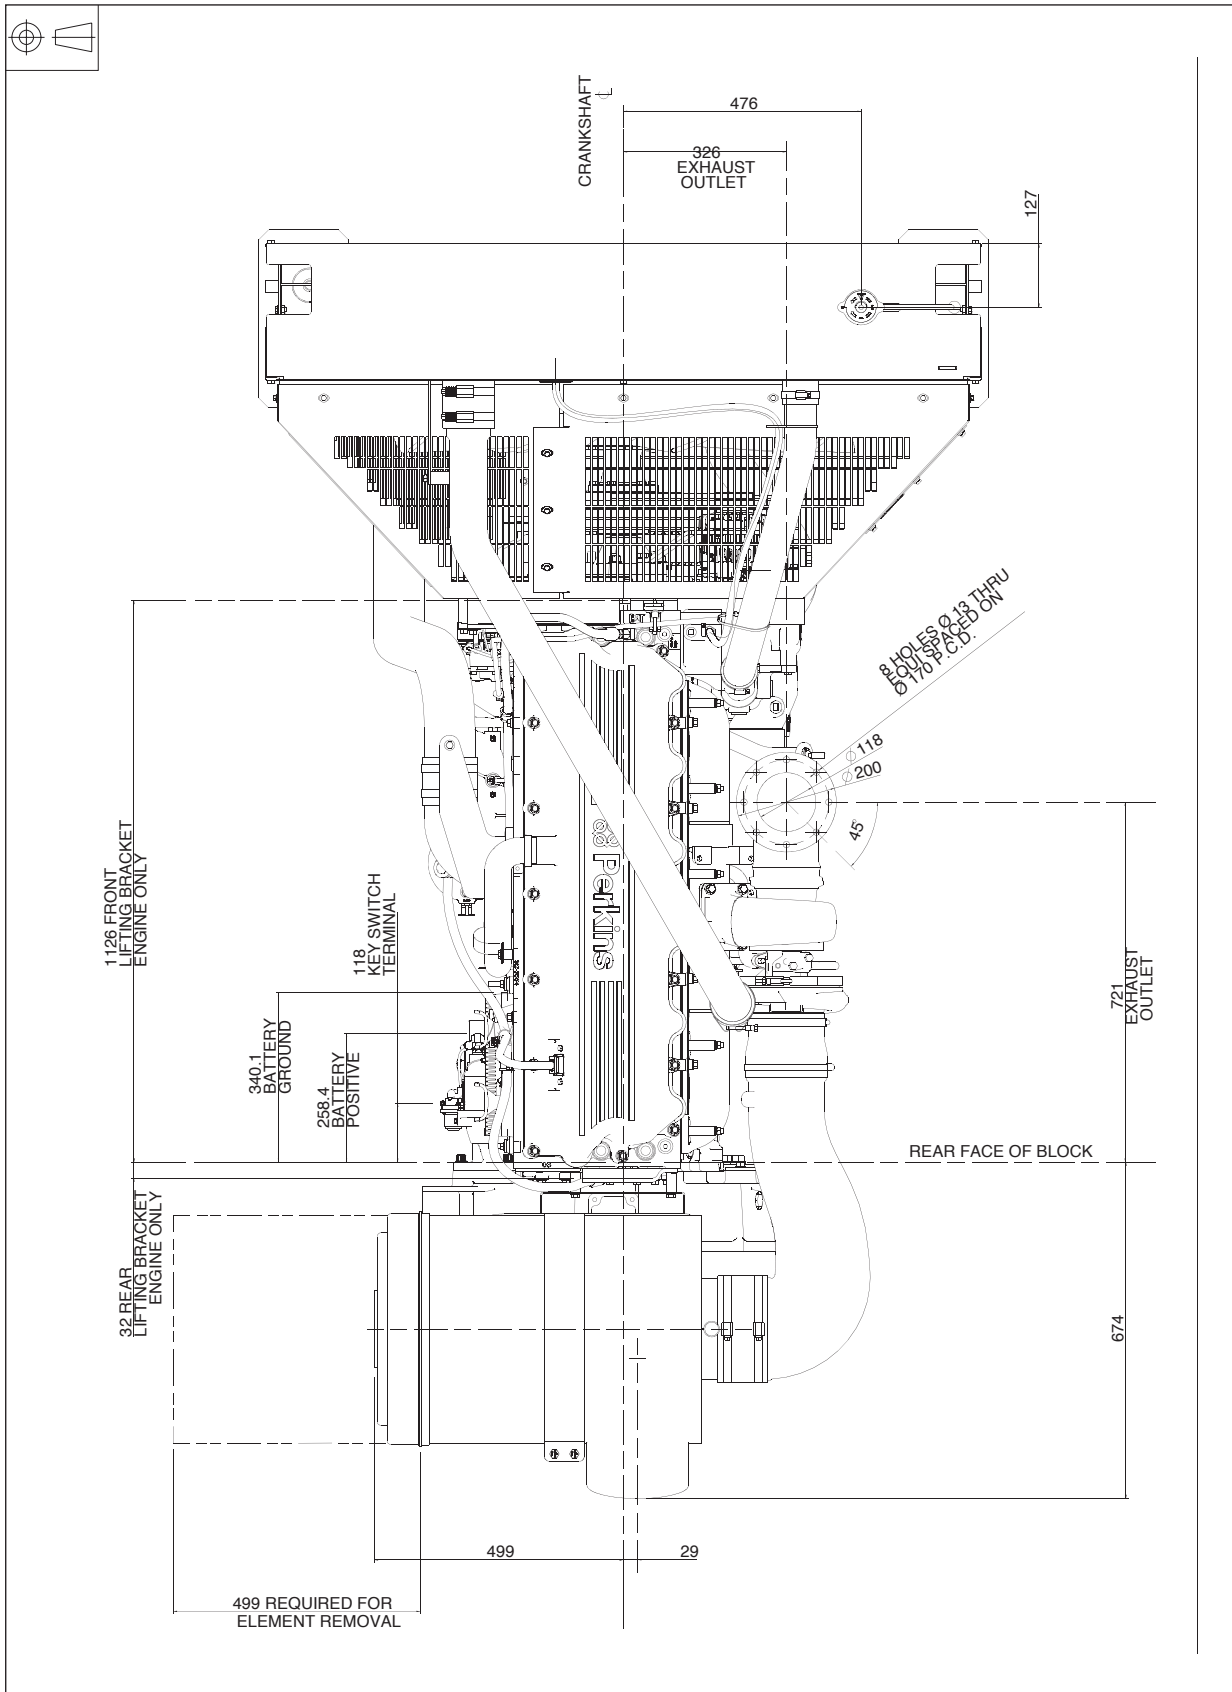 476
CRANKSHAFT
326
EXHAUST
OUTLET
127
8 HOLES Ø 13 THRU
EQUI SPACED ON
Ø 170 P.C.D.
118
200
45°
1126 FRONT
LIFTING BRACKET
ENGINE ONLY
118
KEY SWITCH
TERMINAL
Perkins
721
EXHAUST
OUTLET
340.1
BATTERY
GROUND
258.4
BATTERY
POSITIVE
REAR FACE OF BLOCK
32 REAR
LIFTING BRACKET
ENGINE ONLY
674
499
29
499 REQUIRED FOR
ELEMENT REMOVAL